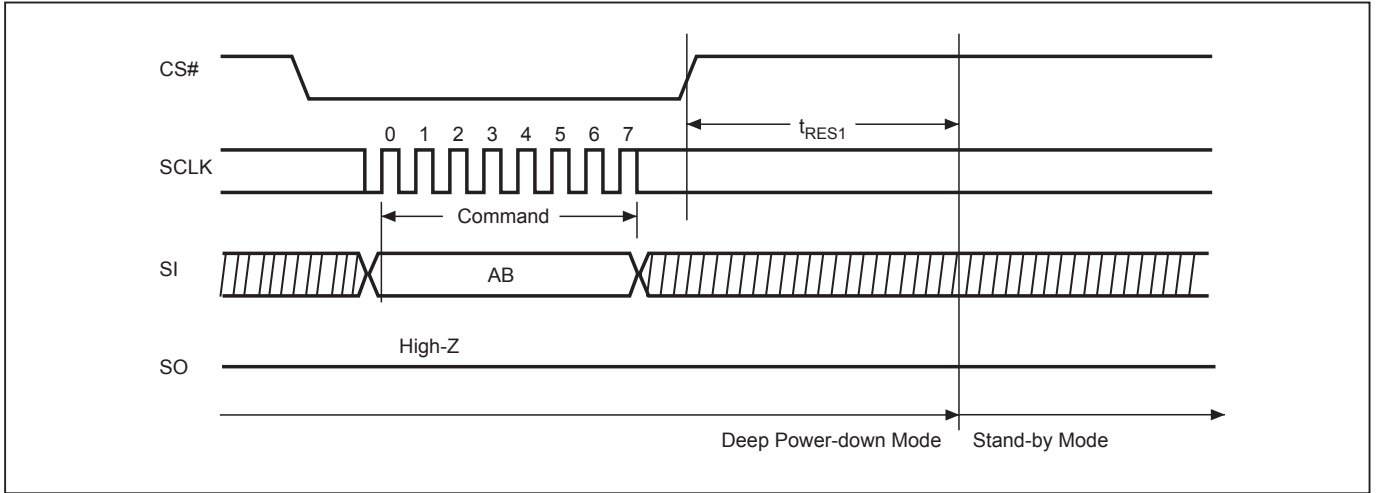 CS#
tRES1
0 1 2 3 4 5 6 7
SCLK
Command
SI
AB
High-Z
SO
Deep Power-down Mode
Stand-by Mode